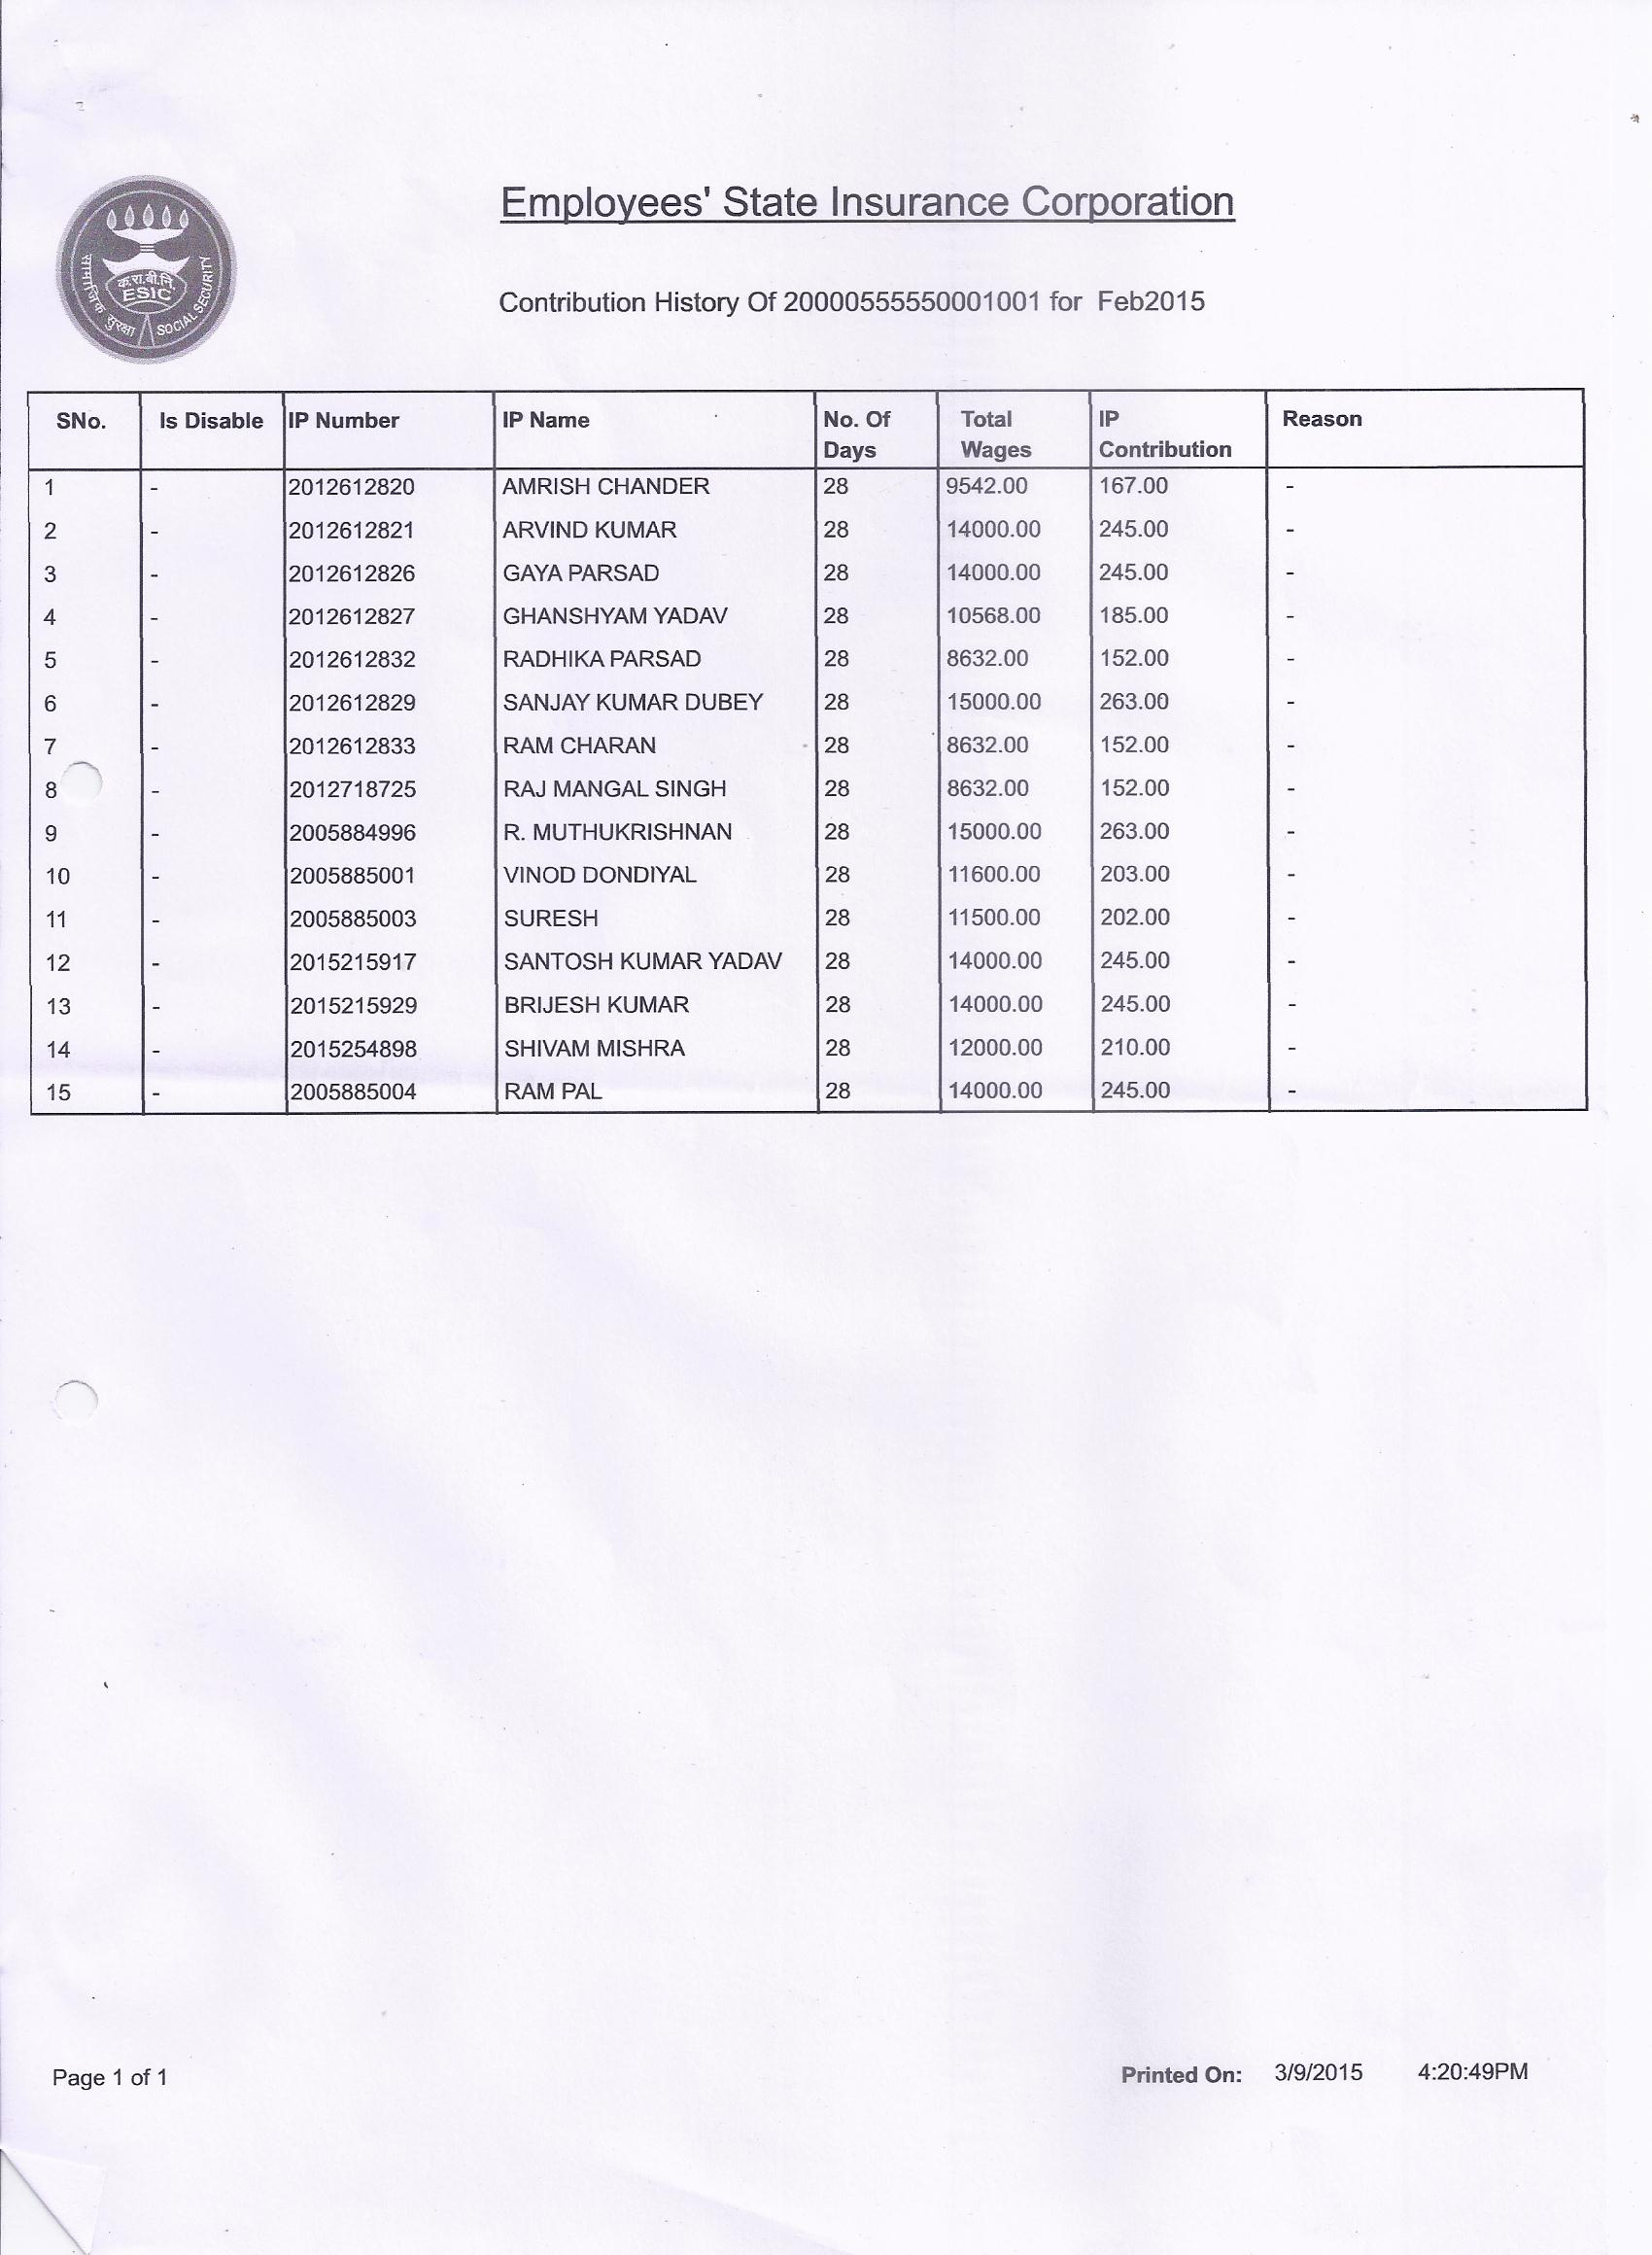 Employees' State Insurance Corporation
Contribution History Of 20000555550001001 for Feb2015
सामाजिक सुरक्षा
क.रा.बी.नि.
ESIC
SOCIAL SECURITY
SNo. Is Disable IP Number IP Name No. Of Days Total Wages IP Contribution Reason
1 - 2012612820 AMRISH CHANDER 28 9542.00 167.00 -
2 - 2012612821 ARVIND KUMAR 28 14000.00 245.00 -
3 - 2012612826 GAYA PARSAD 28 14000.00 245.00 -
4 - 2012612827 GHANSHYAM YADAV 28 10568.00 185.00 -
5 - 2012612832 RADHIKA PARSAD 28 8632.00 152.00 -
6 - 2012612829 SANJAY KUMAR DUBEY 28 15000.00 263.00 -
7 - 2012612833 RAM CHARAN 28 8632.00 152.00 -
8 - 2012718725 RAJ MANGAL SINGH 28 8632.00 152.00 -
9 - 2005884996 R. MUTHUKRISHNAN 28 15000.00 263.00 -
10 - 2005885001 VINOD DONDIYAL 28 11600.00 203.00 -
11 - 2005885003 SURESH 28 11500.00 202.00 -
12 - 2015215917 SANTOSH KUMAR YADAV 28 14000.00 245.00 -
13 - 2015215929 BRIJESH KUMAR 28 14000.00 245.00 -
14 - 2015254898 SHIVAM MISHRA 28 12000.00 210.00 -
15 - 2005885004 RAM PAL 28 14000.00 245.00 -
Page 1 of 1 Printed On: 3/9/2015 4:20:49PM